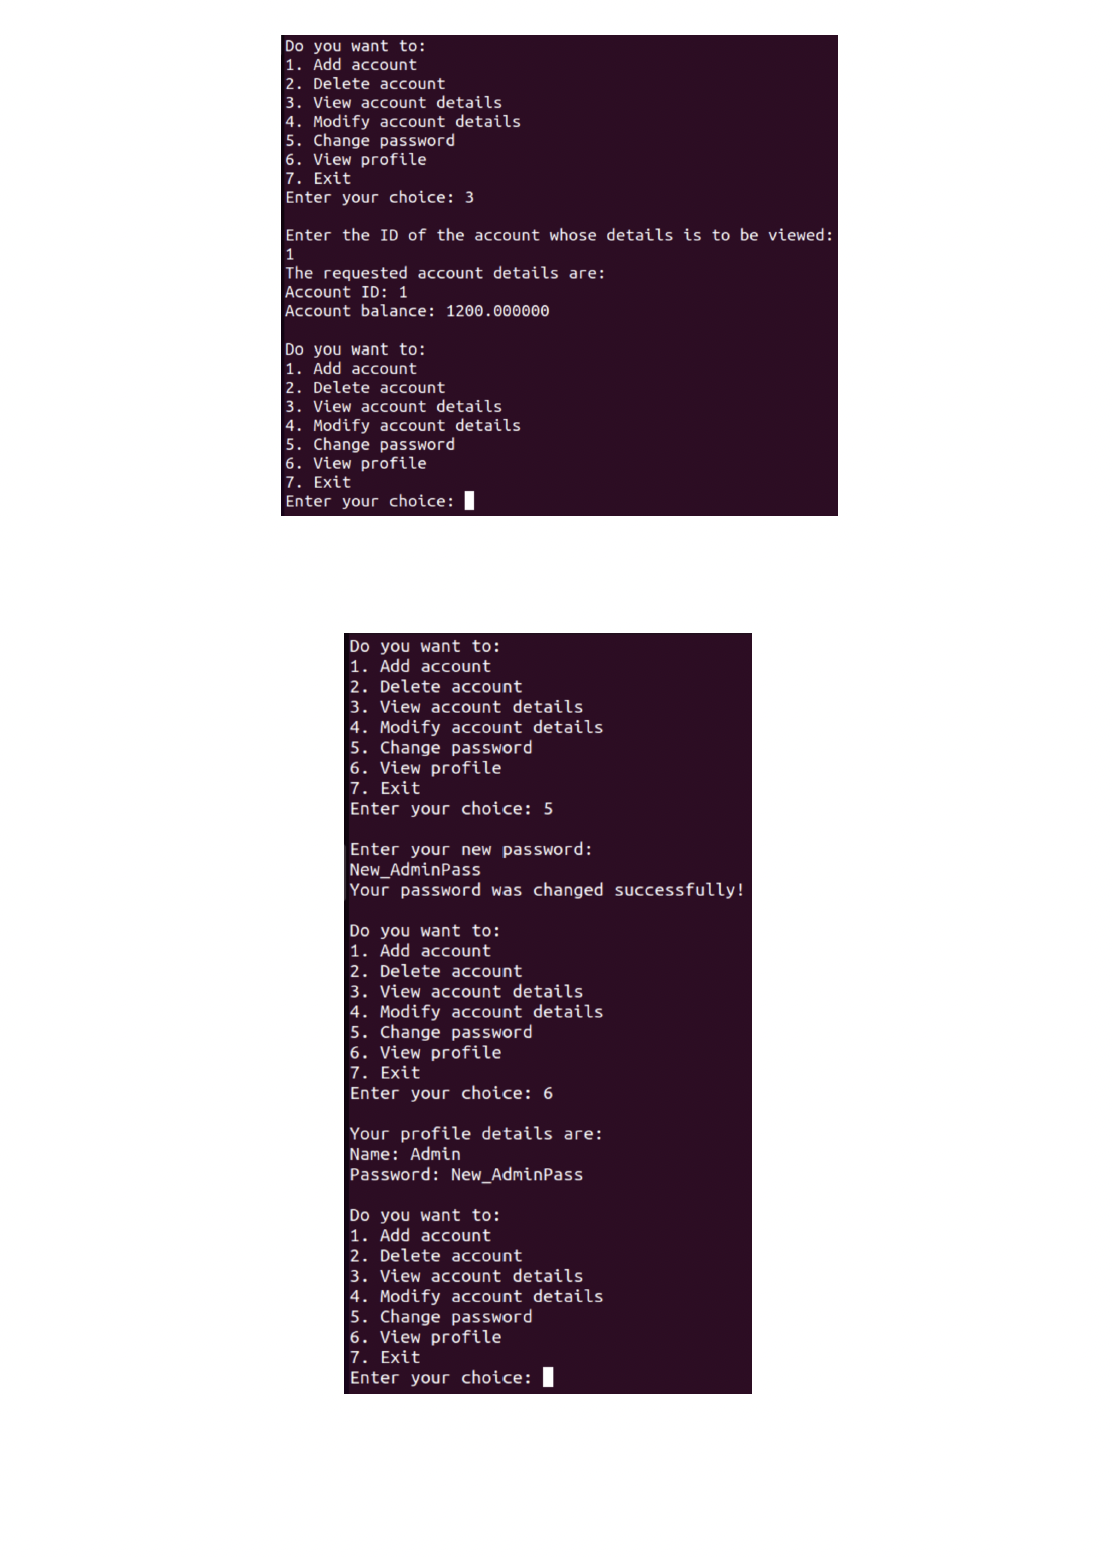 Do you want to:
1. Add account
2. Delete account
3. View account details
4. Modify account details
5. Change password
6. View profile
7. Exit
Enter your choice: 3
Enter the ID of the account whose details is to be viewed:
1
The requested account details are:
Account ID: 1
Account balance: 1200.000000
Do you want to:
1. Add account
2. Delete account
3. View account details
4. Modify account details
5. Change password
6. View profile
7. Exit
Enter your choice:
Do you want to:
1. Add account
2. Delete account
3. View account details
4. Modify account details
5. Change password
6. View profile
7. Exit
Enter your choice: 5
Enter your new password:
New_AdminPass
Your password was changed successfully!
Do you want to:
1. Add account
2. Delete account
3. View account details
4. Modify account details
5. Change password
6. View profile
7. Exit
Enter your choice: 6
Your profile details are:
Name: Admin
Password: New_AdminPass
Do you want to:
1. Add account
2. Delete account
3. View account details
4. Modify account details
5. Change password
6. View profile
7. Exit
Enter your choice: